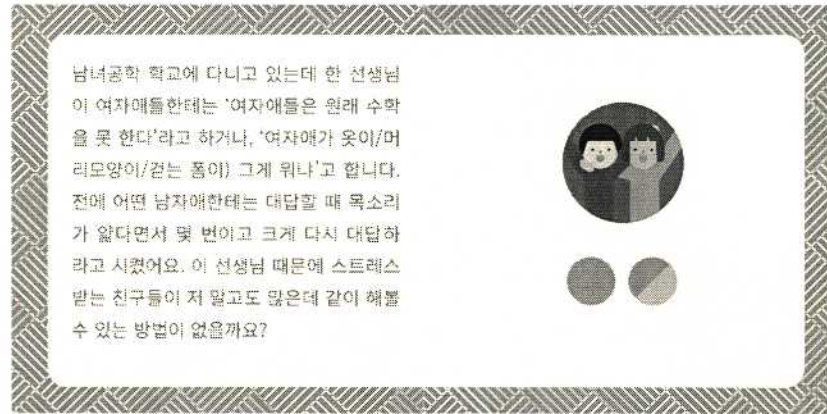 남녀공학 학교에 다니고 있는데 한 선생님
이 여자애들한테는 ‘여자애들은 원래 수학
을 못 한다’라고 하거나, ‘여자애가 옷이/머
리모양이/걷는 폼이) 그게 뭐냐’고 합니다.
전에 어떤 남자애한테는 대답할 때 목소리
가 얇다면서 몇 번이고 크게 다시 대답하
라고 시켰어요. 이 선생님 때문에 스트레스
받는 친구들이 저 말고도 많은데 같이 해볼
수 있는 방법이 없을까요?